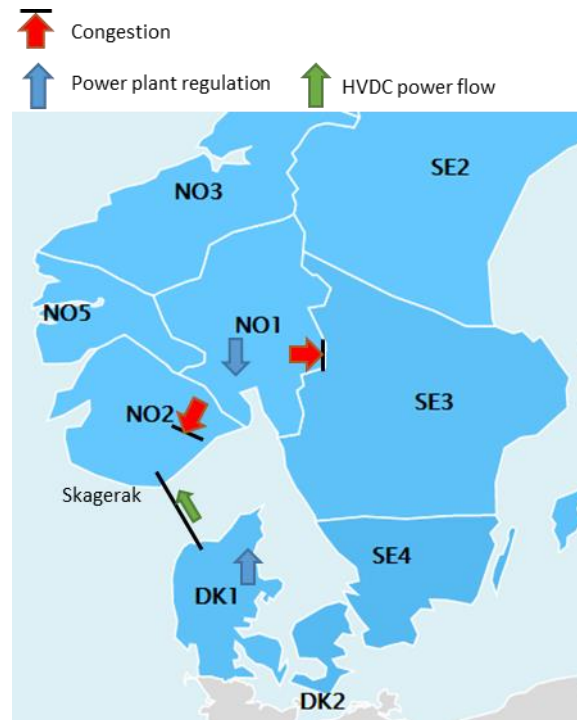 Congestion
Power plant regulation
HVDC power flow
SE2
NO3
NO5
NO1
NO2
SE3
Skagerak
SE4
DK1
DK2